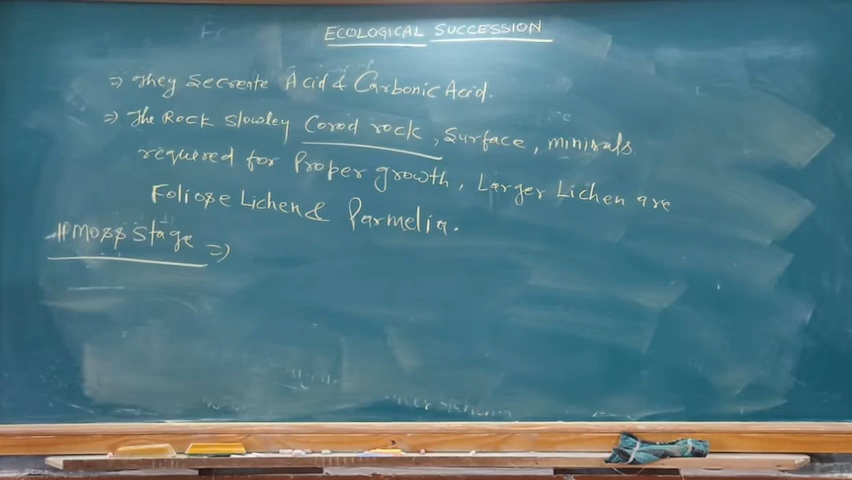 ECOLOGICAL SUCCESSION
⇒ They Secreate Acid & Carbonic Acid.
⇒ The Rock Slowley Corod rock, Surface, minirals
required for Proper growth, Larger Lichen are
Foliose Lichen & Parmelia.
# Moss Stage ⇒